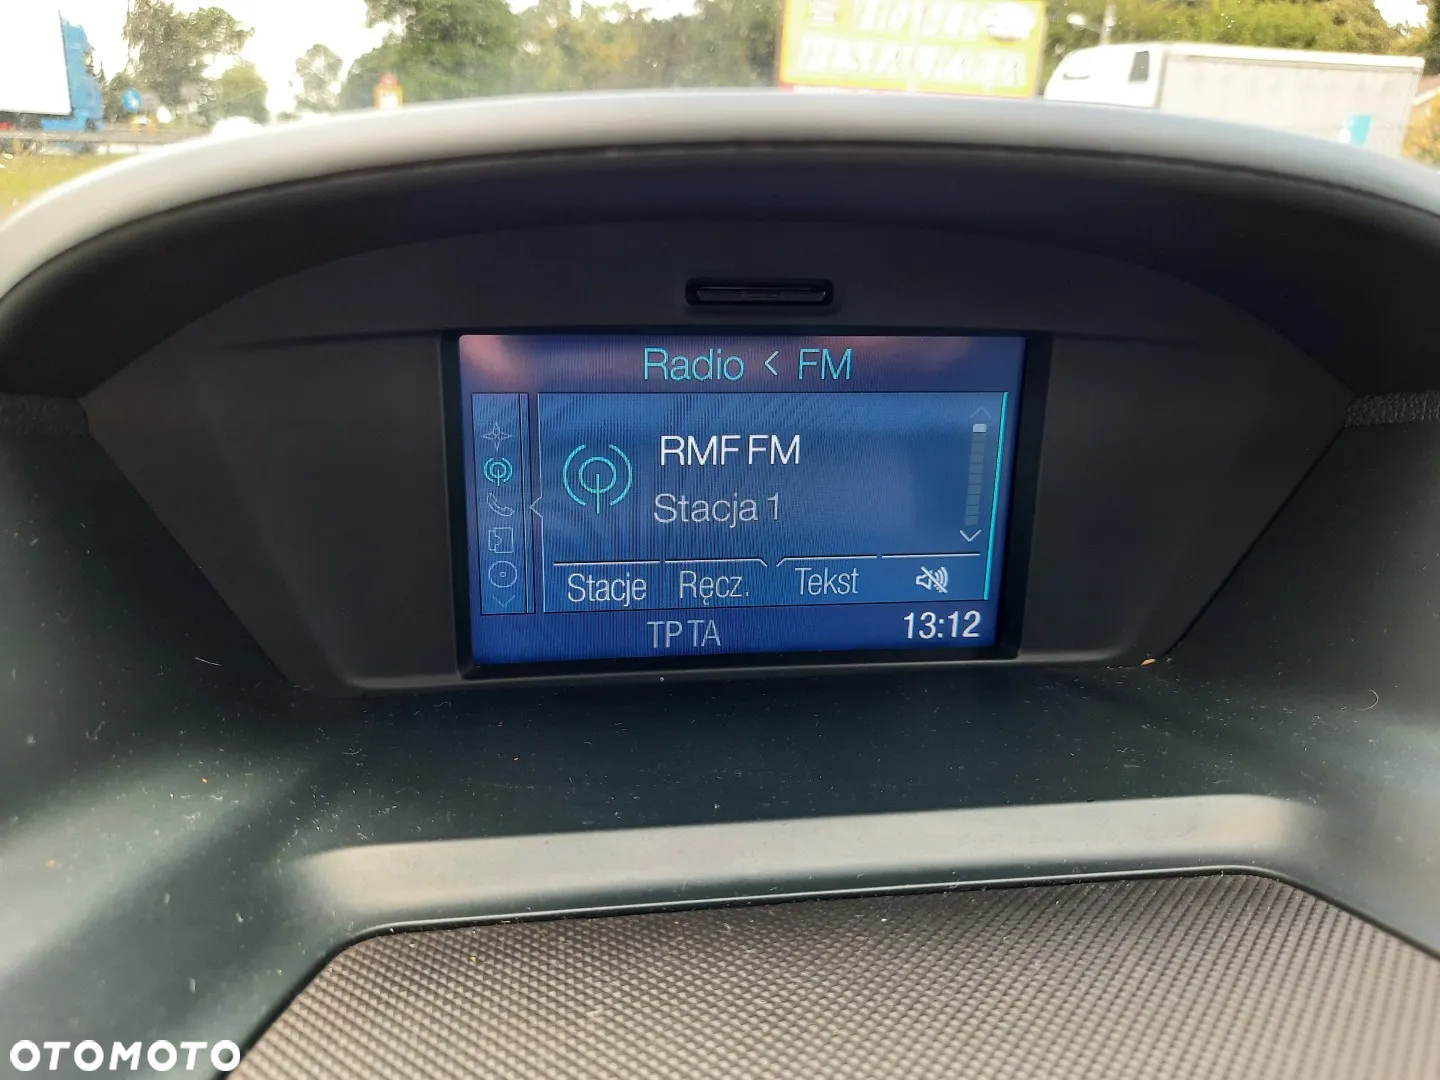 Radio < FM
RMF FM
Stacja 1
Stacje Ręcz. Tekst
TP TA 13:12
OTOMOTO